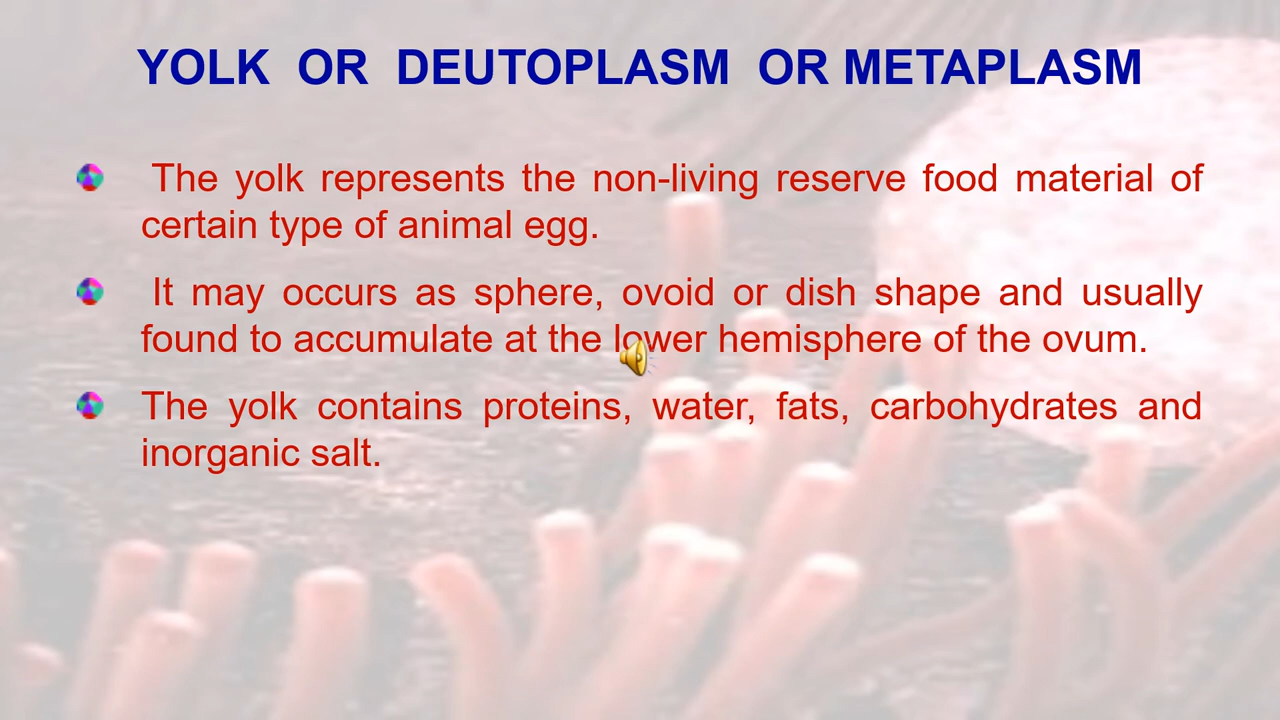 YOLK OR DEUTOPLASM OR METAPLASM
The yolk represents the non-living reserve food material of
certain type of animal egg.
It may occurs as sphere, ovoid or dish shape and usually
found to accumulate at the lower hemisphere of the ovum.
The yolk contains proteins, water, fats, carbohydrates and
inorganic salt.